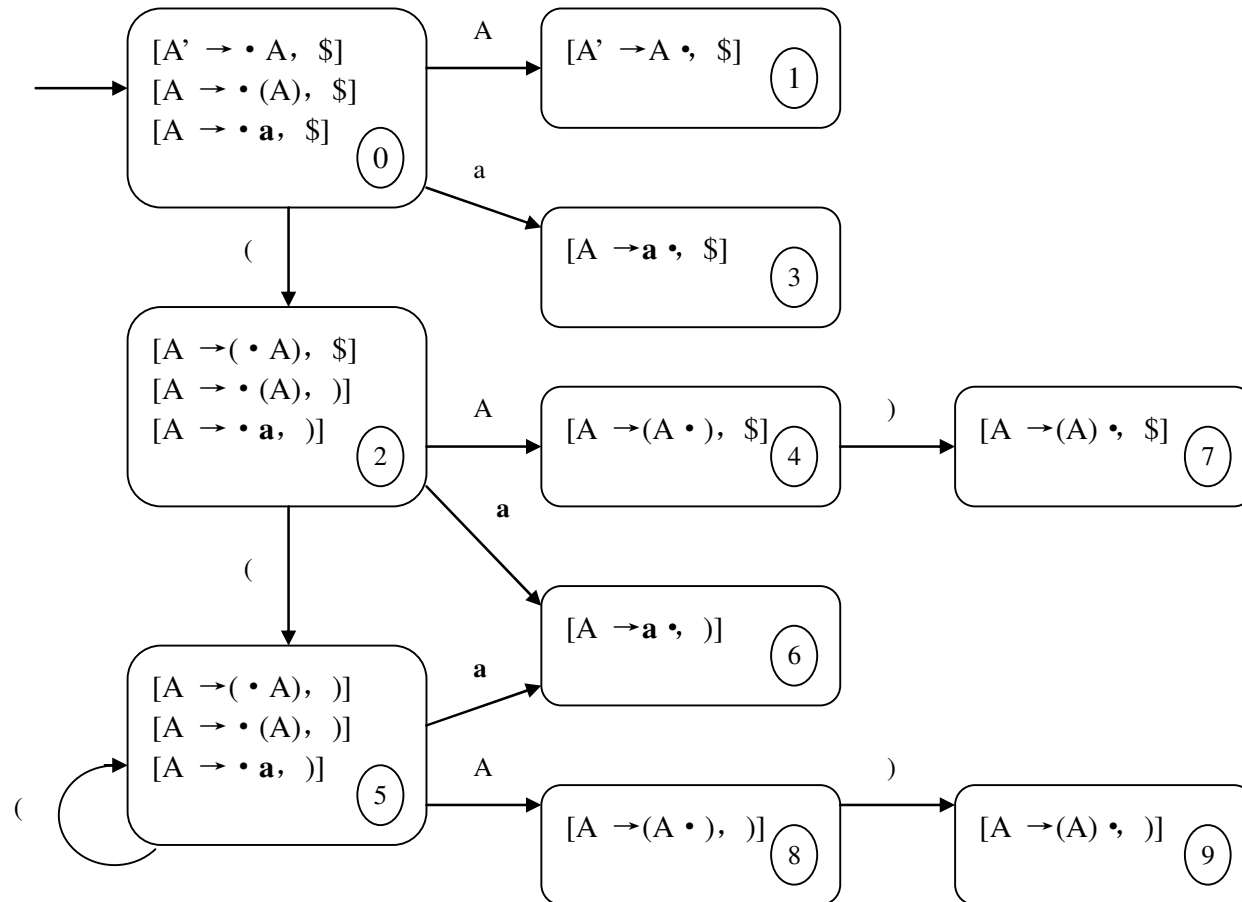 [A' → • A, $]
[A → • (A), $]
[A → • a, $]
0
A
[A' →A •, $]
1
a
[A →a •, $]
3
(
[A →( • A), $]
[A → • (A), )]
[A → • a, )]
2
A
[A →(A • ), $]
4
)
[A →(A) •, $]
7
a
(
[A →a •, )]
6
[A →( • A), )]
[A → • (A), )]
[A → • a, )]
5
a
(
A
[A →(A • ), )]
8
)
[A →(A) •, )]
9